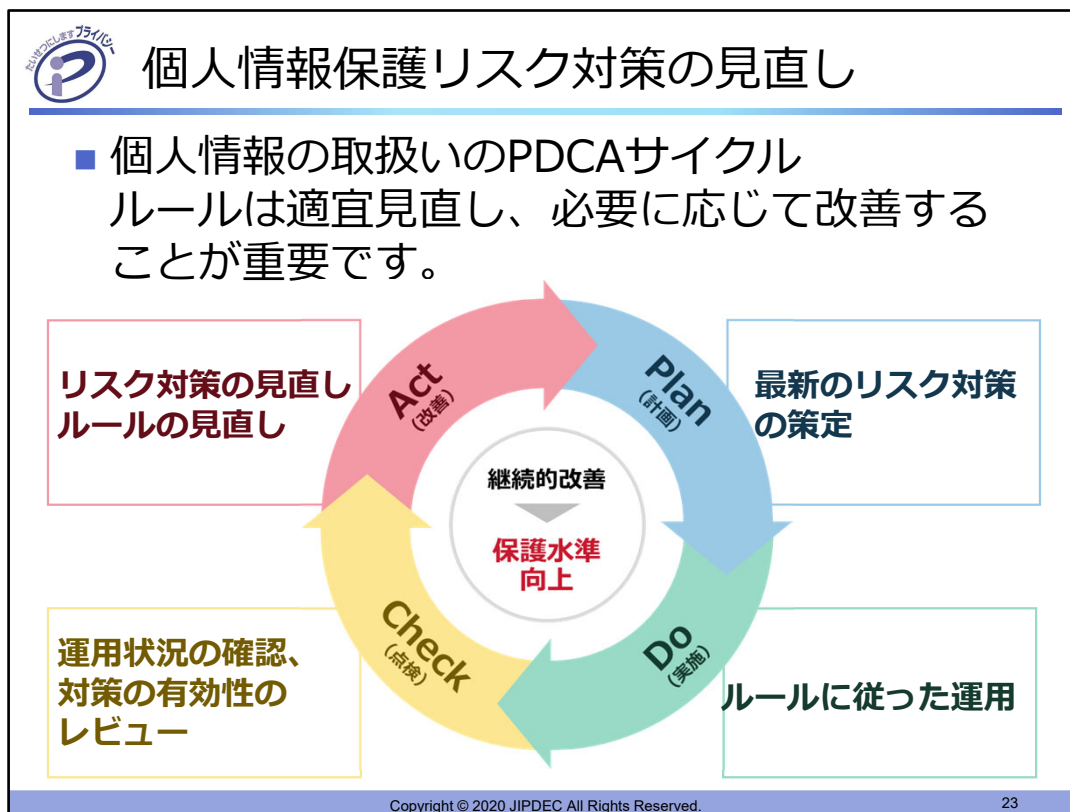 たいせつにします プライバシー
個人情報保護リスク対策の見直し
■ 個人情報の取扱いのPDCAサイクル
ルールは適宜見直し、必要に応じて改善する
ことが重要です。
リスク対策の見直し
ルールの見直し
Act
(改善)
Plan
(計画)
最新のリスク対策
の策定
継続的改善
保護水準
向上
運用状況の確認、
対策の有効性の
レビュー
Check
(点検)
Do
(実施)
ルールに従った運用
Copyright © 2020 JIPDEC All Rights Reserved.
23